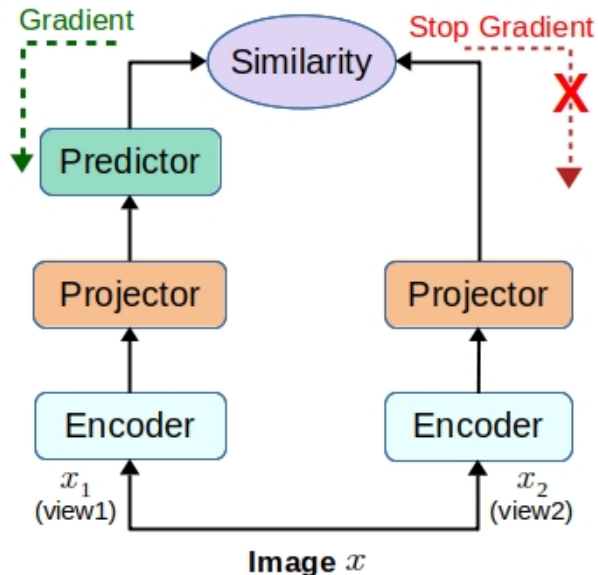 Gradient
Stop Gradient
Similarity
X
Predictor
Projector
Projector
Encoder
Encoder
x₁
(view1)
x₂
(view2)
Image x